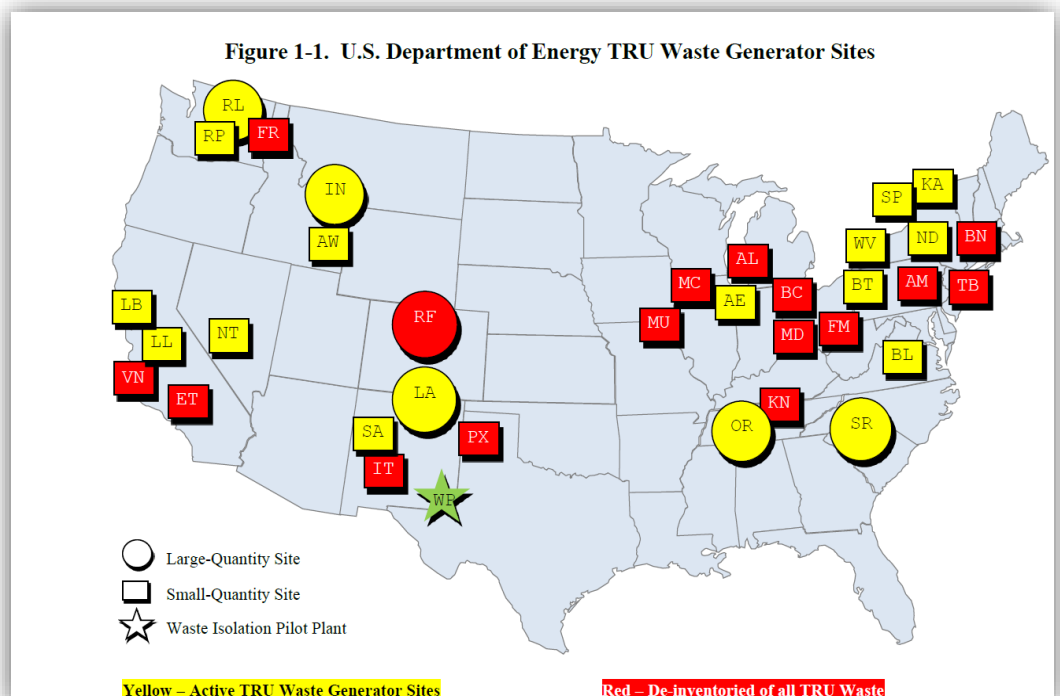 Figure 1-1. U.S. Department of Energy TRU Waste Generator Sites
RL
RP
FR
IN
AW
KA
SP
ND
BN
WV
AL
MC
AE
BC
BT
AM
TB
LB
LL
NT
RF
MU
MD
FM
BL
VN
ET
LA
SA
IT
PX
KN
OR
SR
WP
Large-Quantity Site
Small-Quantity Site
Waste Isolation Pilot Plant
Yellow – Active TRU Waste Generator Sites
Red – De-inventoried of all TRU Waste